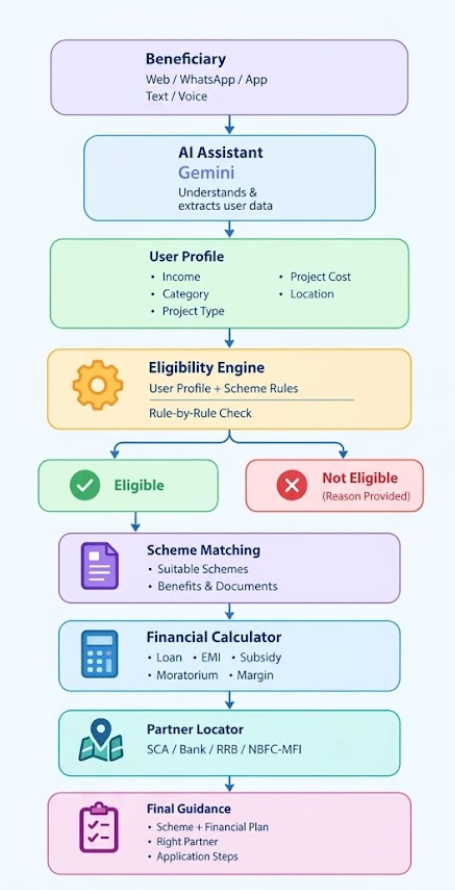 Beneficiary
Web / WhatsApp / App
Text / Voice
AI Assistant
Gemini
Understands &
extracts user data
User Profile
• Income
• Category
• Project Type
• Project Cost
• Location
Eligibility Engine
User Profile + Scheme Rules
Rule-by-Rule Check
Eligible
Not Eligible
(Reason Provided)
Scheme Matching
• Suitable Schemes
• Benefits & Documents
Financial Calculator
• Loan • EMI • Subsidy
• Moratorium • Margin
Partner Locator
SCA / Bank / RRB / NBFC-MFI
Final Guidance
• Scheme + Financial Plan
• Right Partner
• Application Steps